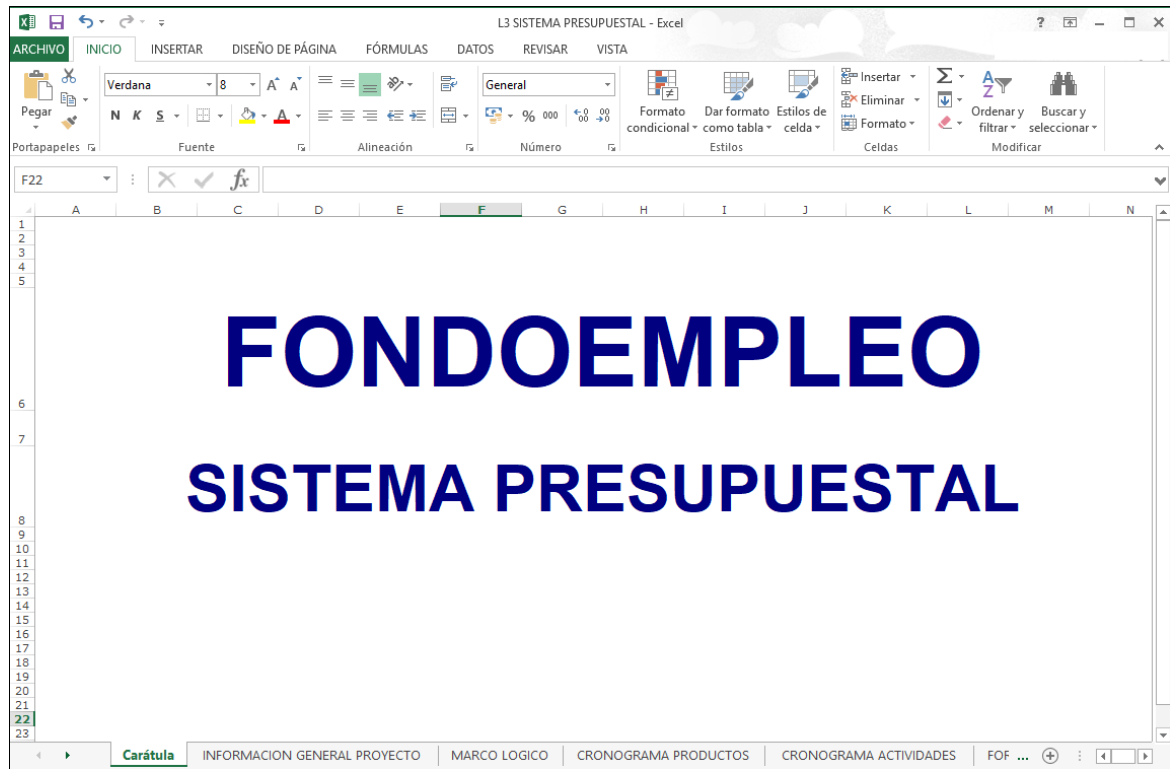 L3 SISTEMA PRESUPUESTAL - Excel
ARCHIVO INICIO INSERTAR DISEÑO DE PÁGINA FÓRMULAS DATOS REVISAR VISTA
Verdana 8 A A General
Insertar
Eliminar
Formato
Pegar
N K S A % 000
Formato condicional
Dar formato como tabla
Estilos de celda
Ordenar y filtrar
Buscar y seleccionar
Portapapeles Fuente Alineación Número Estilos Celdas Modificar
F22 fx
A B C D E F G H I J K L M N
1
2
3
4
5
FONDOEMPLEO
6
7
SISTEMA PRESUPUESTAL
8
9
10
11
12
13
14
15
16
17
18
19
20
21
22
23
Carátula INFORMACION GENERAL PROYECTO MARCO LOGICO CRONOGRAMA PRODUCTOS CRONOGRAMA ACTIVIDADES FOF ...